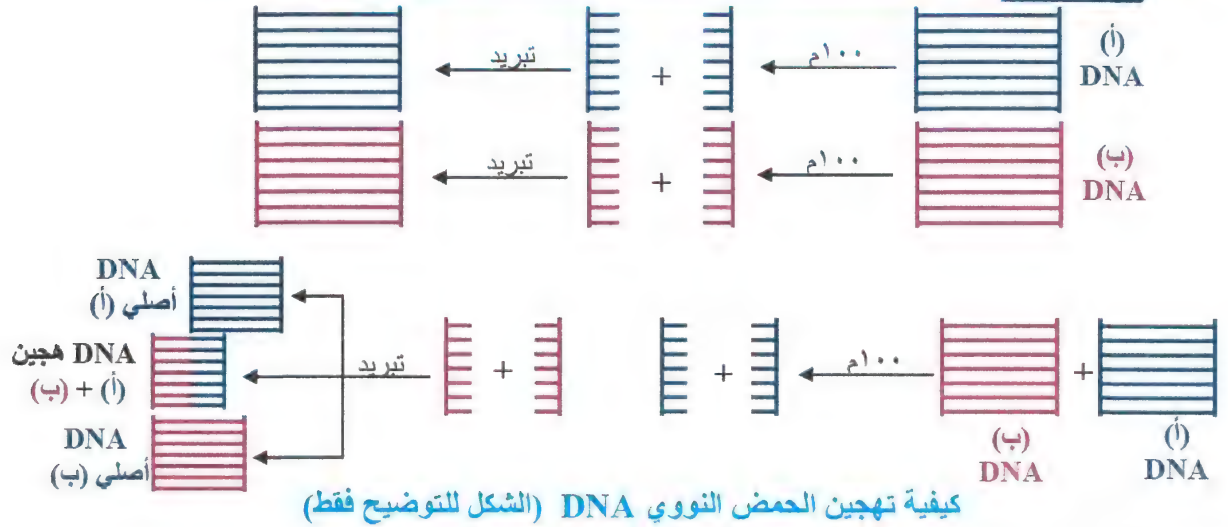 (أ)
DNA
١٠٠م
+
تبريد
(ب)
DNA
١٠٠م
+
تبريد
(أ)
DNA
+
(ب)
DNA
١٠٠م
+
+
تبريد
DNA
أصلي (أ)
DNA هجين
(أ) + (ب)
DNA
أصلي (ب)
كيفية تهجين الحمض النووي DNA (الشكل للتوضيح فقط)